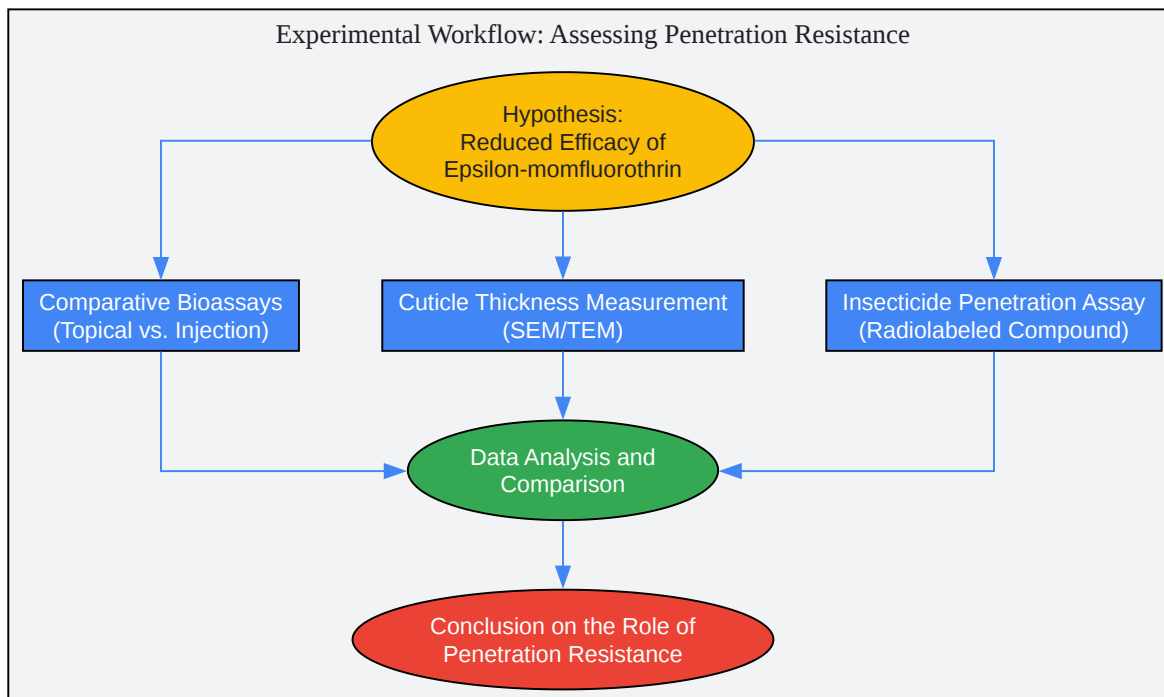 Experimental Workflow: Assessing Penetration Resistance
Hypothesis:
Reduced Efficacy of
Epsilon-momfluorothrin
Comparative Bioassays
(Topical vs. Injection)
Cuticle Thickness Measurement
(SEM/TEM)
Insecticide Penetration Assay
(Radiolabeled Compound)
Data Analysis and
Comparison
Conclusion on the Role of
Penetration Resistance